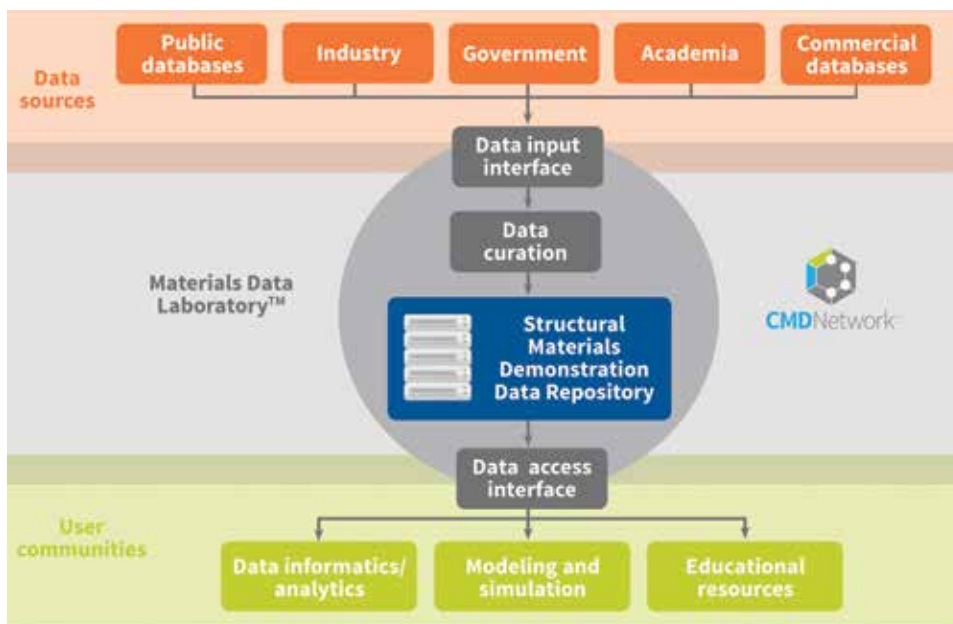 Public
databases
Industry
Government
Academia
Commercial
databases
Data
sources
Data input
interface
Data
curation
Materials Data
Laboratory™
CMDNetwork
Structural
Materials
Demonstration
Data Repository
Data access
interface
User
communities
Data informatics/
analytics
Modeling and
simulation
Educational
resources